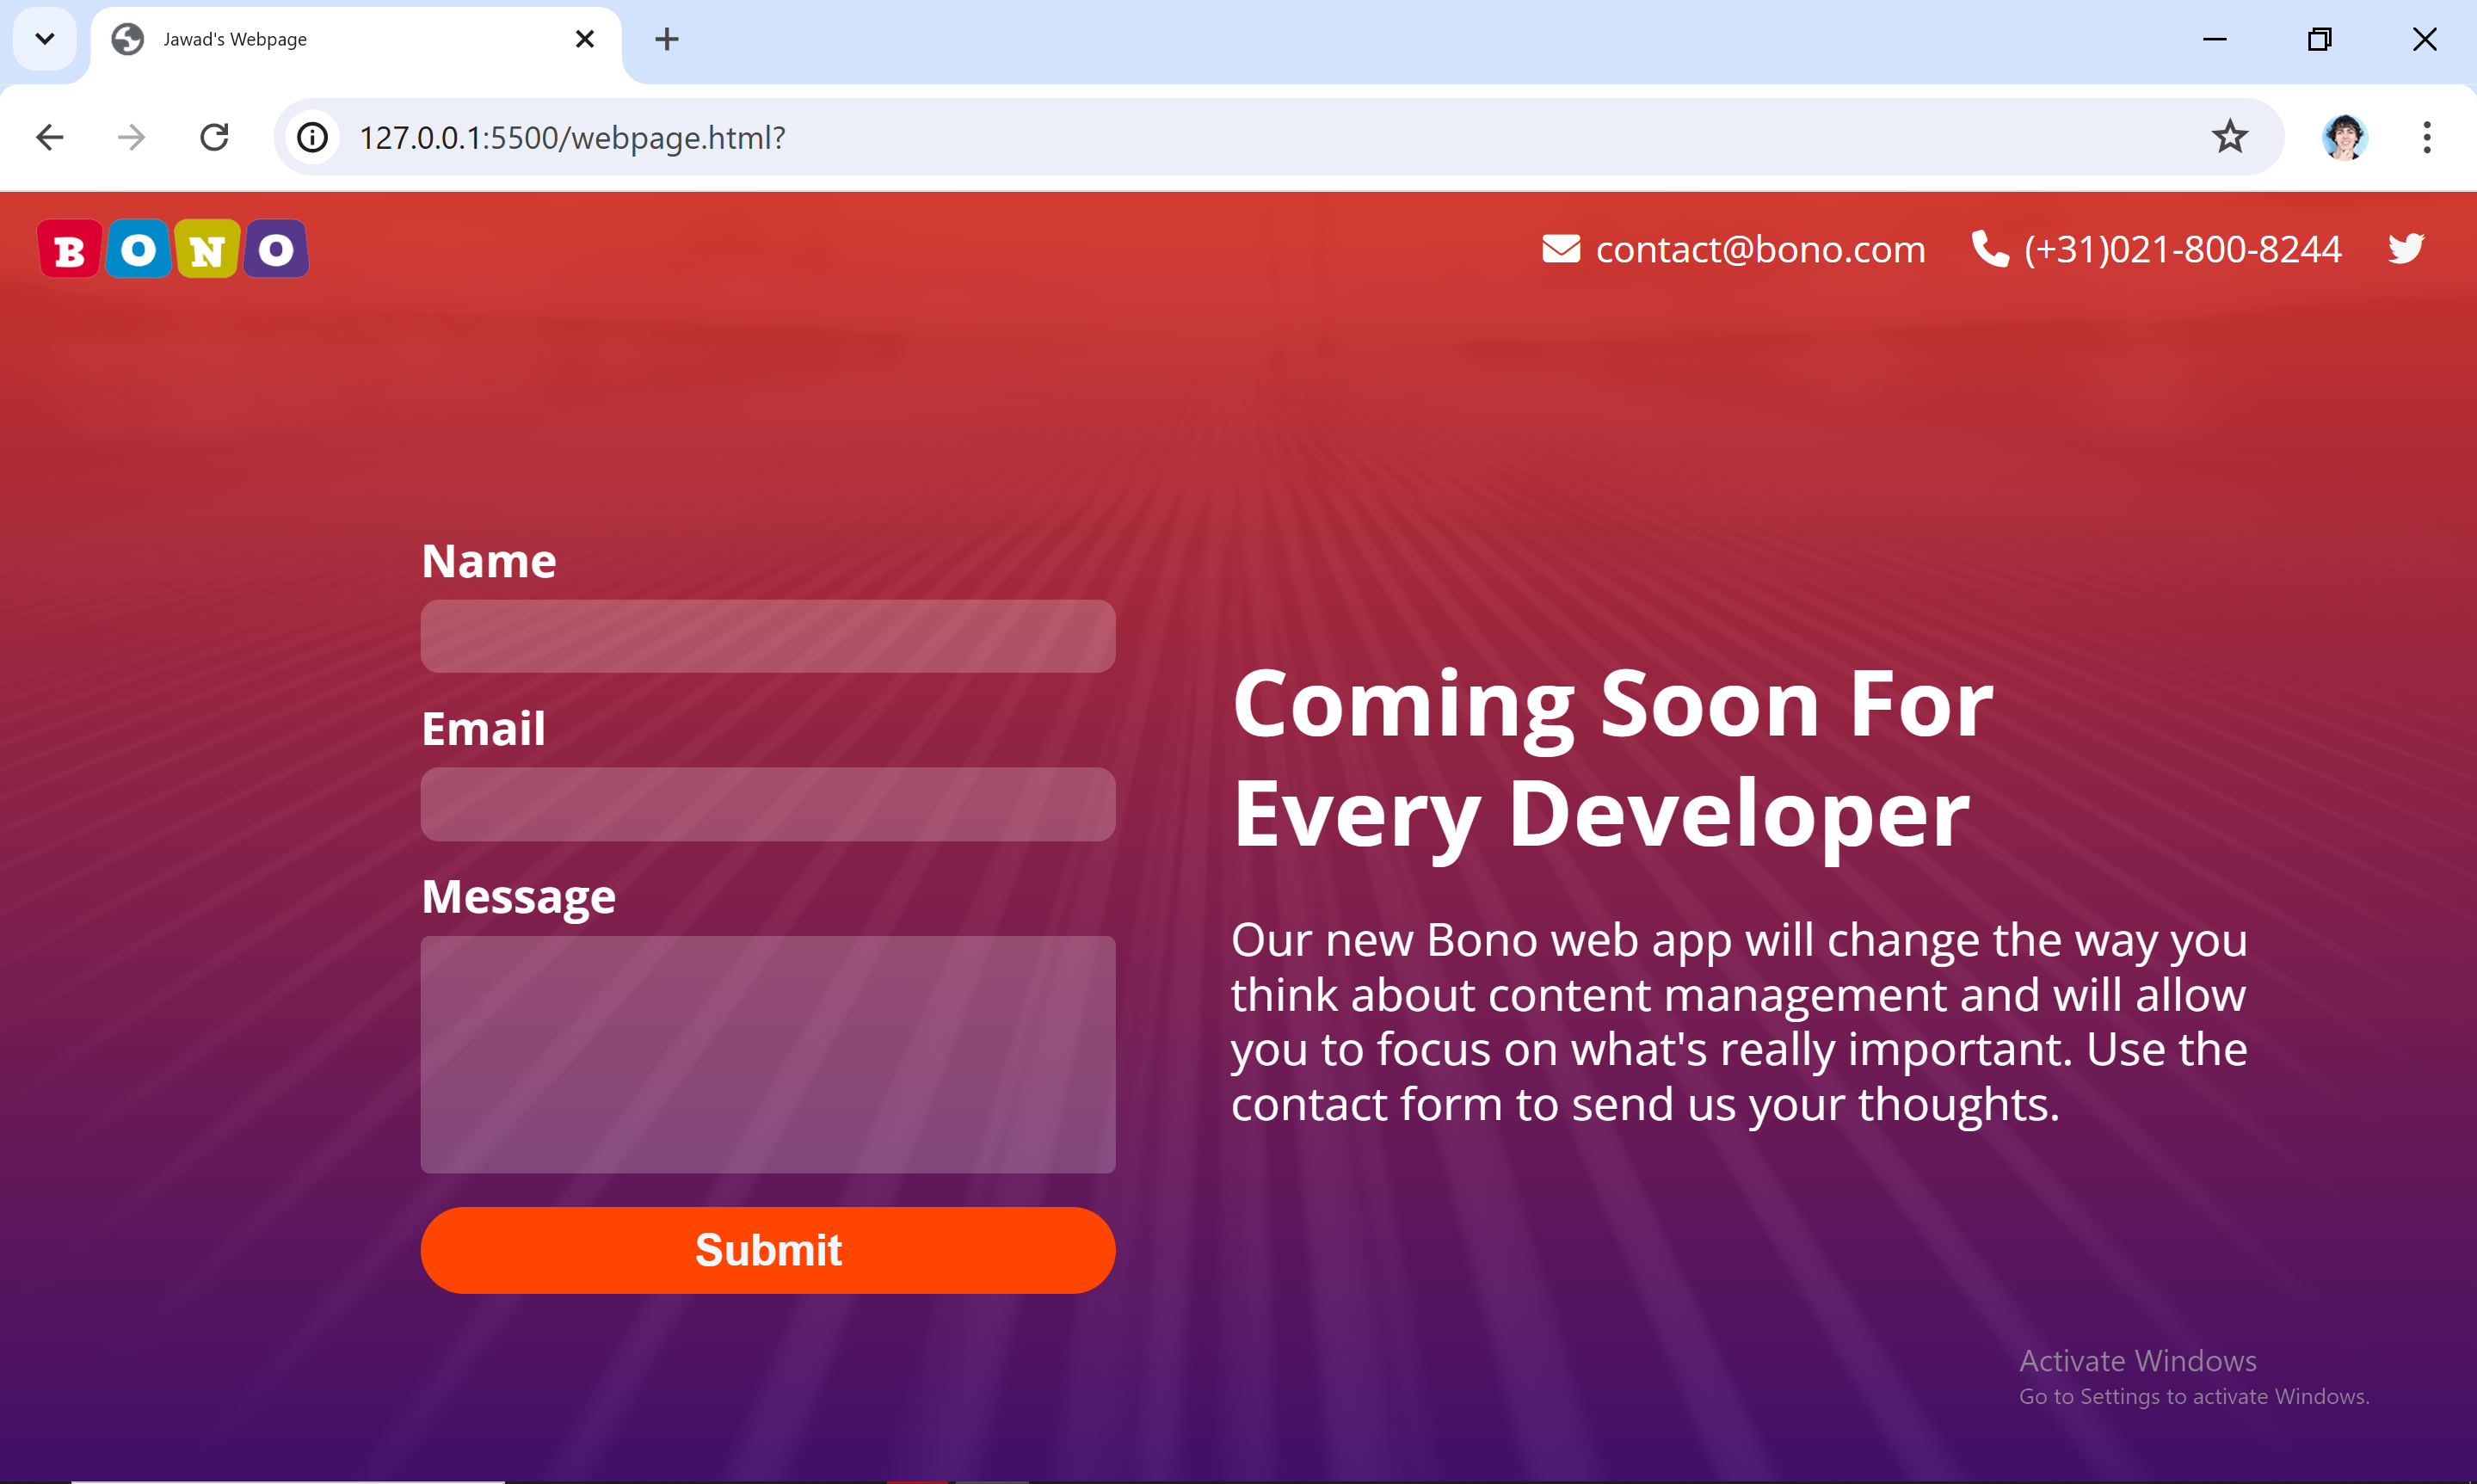 Jawad's Webpage
127.0.0.1:5500/webpage.html?
BONO
contact@bono.com (+31)021-800-8244
Name
Email
Message
Submit
Coming Soon For
Every Developer
Our new Bono web app will change the way you
think about content management and will allow
you to focus on what's really important. Use the
contact form to send us your thoughts.
Activate Windows
Go to Settings to activate Windows.